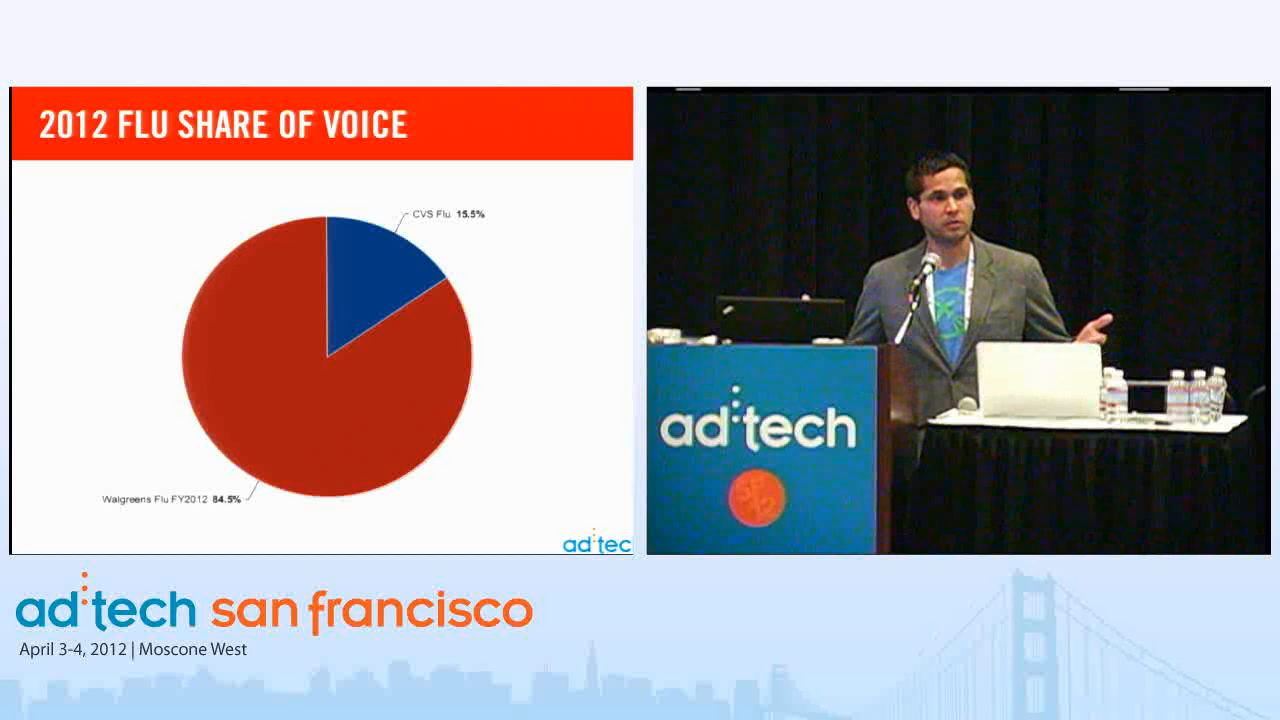 2012 FLU SHARE OF VOICE
CVS Flu 15.5%
Walgreens Flu FY2012 84.5%
ad:tec
ad:tech
ad:tech san francisco
April 3-4, 2012 | Moscone West